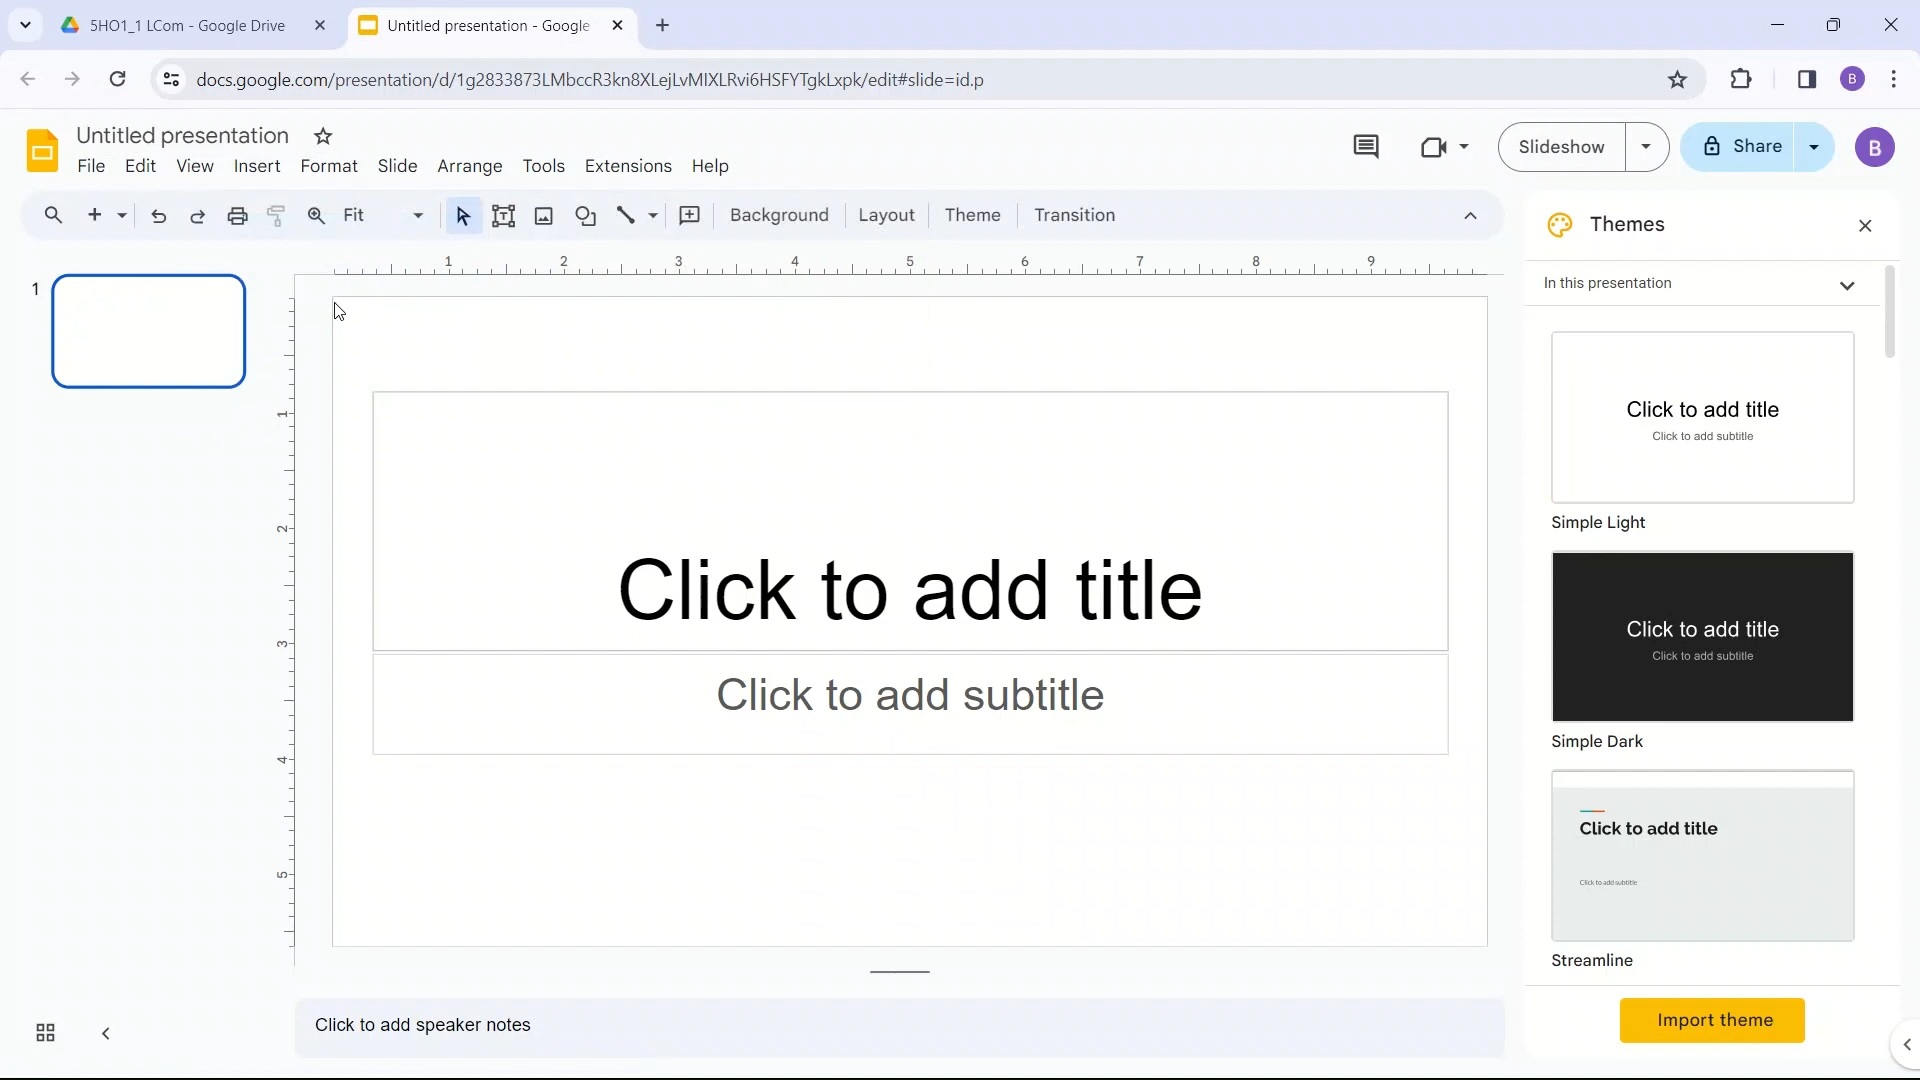 5HO1_1 LCom - Google Drive
Untitled presentation - Google
docs.google.com/presentation/d/1g2833873LMbccR3kn8XLejLvMIXLRvi6HSFYTgkLxpk/edit#slide=id.p
B
Untitled presentation
File Edit View Insert Format Slide Arrange Tools Extensions Help
Slideshow
Share
B
Fit
Background
Layout
Theme
Transition
1 2 3 4 5 6 7 8 9
1
2
3
4
5
1
Click to add title
Click to add subtitle
Click to add speaker notes
Themes
In this presentation
Click to add title
Click to add subtitle
Simple Light
Click to add title
Click to add subtitle
Simple Dark
Click to add title
Click to add subtitle
Streamline
Import theme